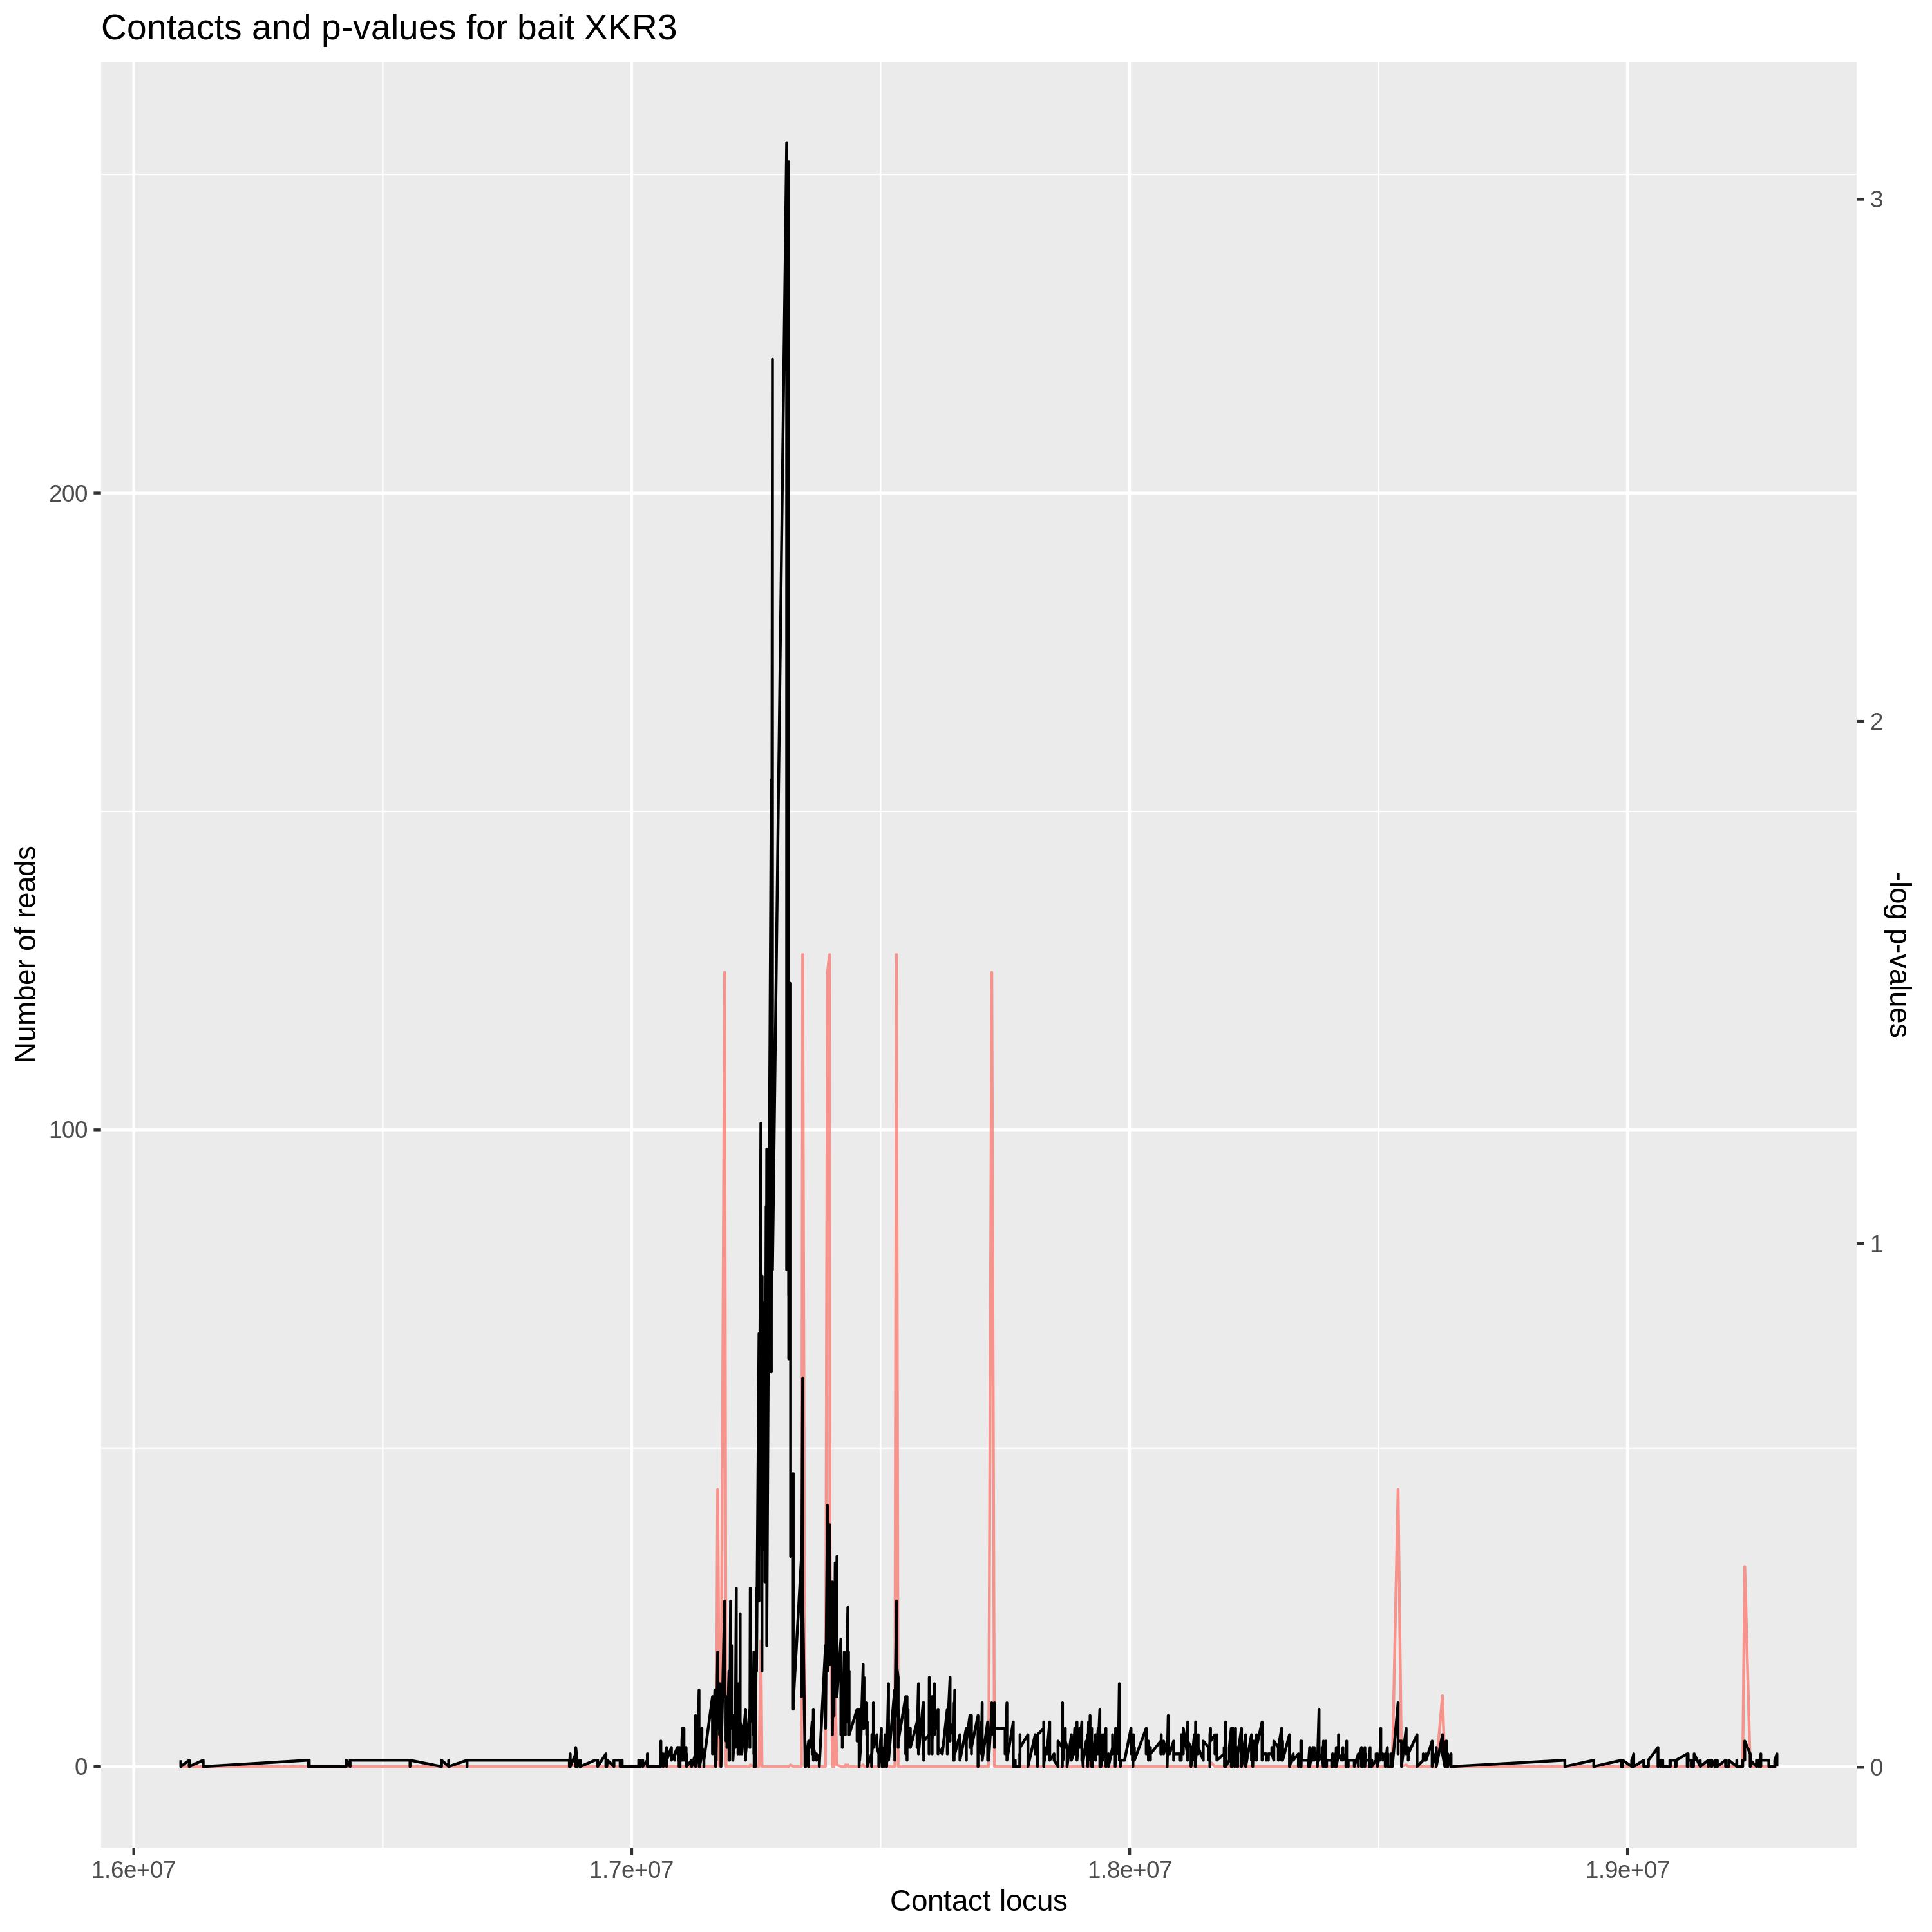 Contacts and p-values for bait XKR3
Number of reads
200
100
0
3
2
1
0
-log p-values
1.6e+07
1.7e+07
1.8e+07
1.9e+07
Contact locus